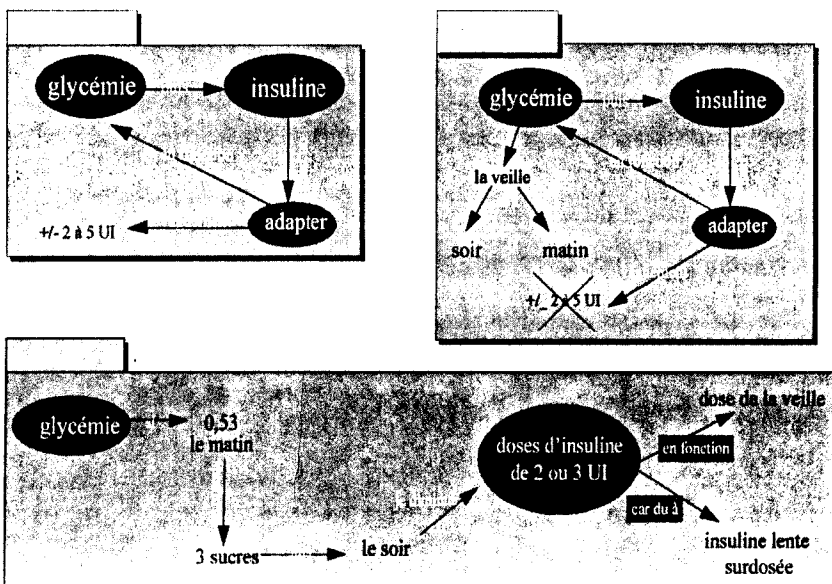 glycémie
puis
insuline
adapter
+/- 2 à 5 UI
glycémie
puis
insuline
la veille
adapter
soir
matin
+/_ 2 à 5 UI
glycémie
0,53
le matin
3 sucres
le soir
doses d'insuline
de 2 ou 3 UI
dose de la veille
en fonction
car du à
insuline lente
surdosée